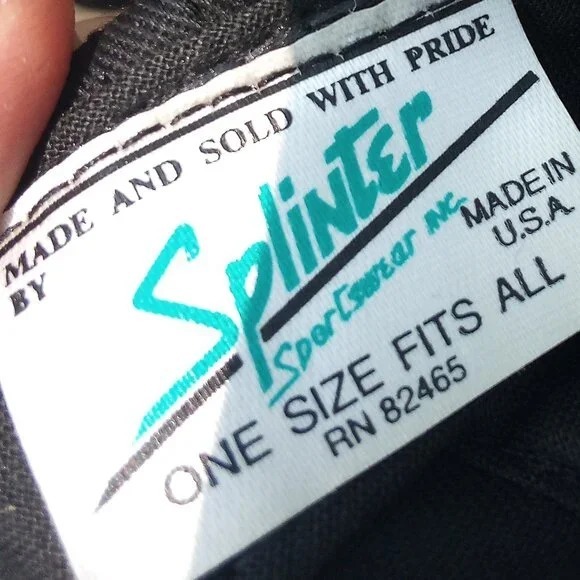 MADE AND SOLD WITH PRIDE
BY
Splinter
Sportswear INC.
MADE IN
U.S.A.
ONE SIZE FITS ALL
RN 82465